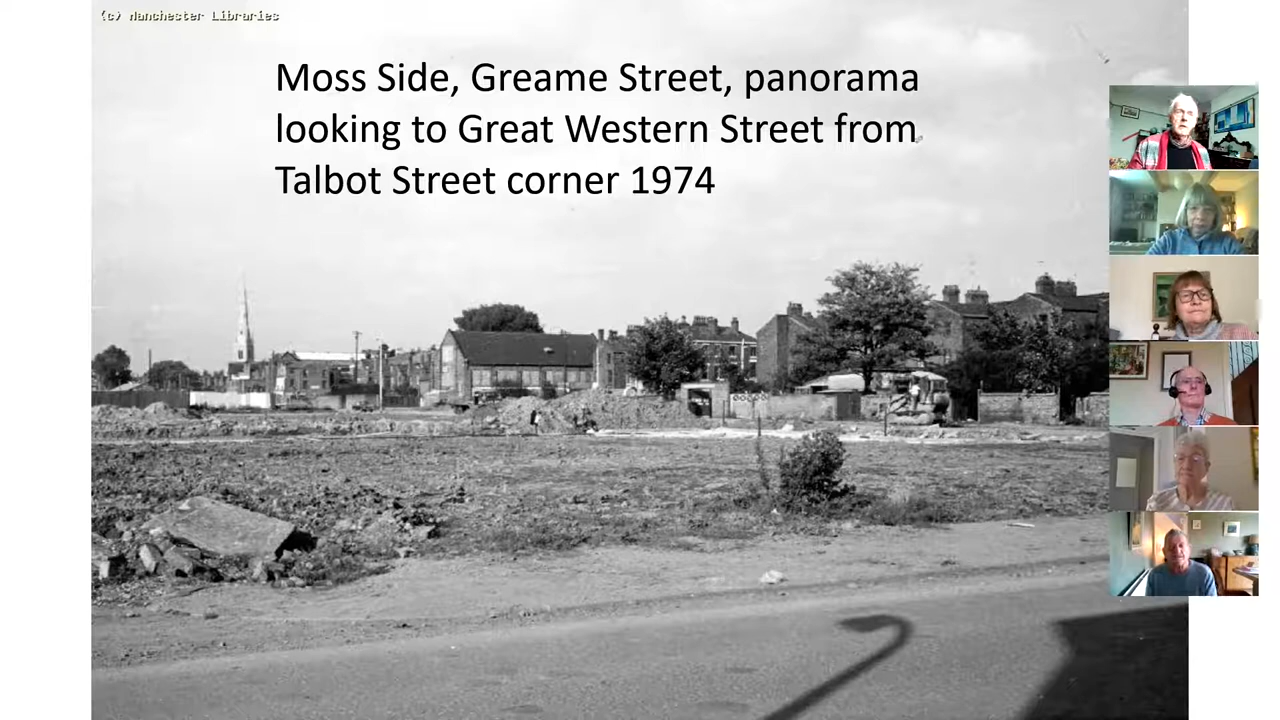 (c) Manchester Libraries
Moss Side, Greame Street, panorama
looking to Great Western Street from
Talbot Street corner 1974